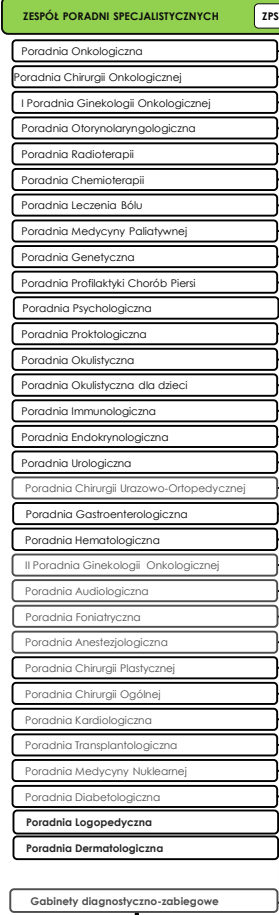 ZESPÓŁ PORADNI SPECJALISTYCZNYCH ZPS
Poradnia Onkologiczna
Poradnia Chirurgii Onkologicznej
I Poradnia Ginekologii Onkologicznej
Poradnia Otorynolaryngologiczna
Poradnia Radioterapii
Poradnia Chemioterapii
Poradnia Leczenia Bólu
Poradnia Medycyny Paliatywnej
Poradnia Genetyczna
Poradnia Profilaktyki Chorób Piersi
Poradnia Psychologiczna
Poradnia Proktologiczna
Poradnia Okulistyczna
Poradnia Okulistyczna dla dzieci
Poradnia Immunologiczna
Poradnia Endokrynologiczna
Poradnia Urologiczna
Poradnia Chirurgii Urazowo-Ortopedycznej
Poradnia Gastroenterologiczna
Poradnia Hematologiczna
II Poradnia Ginekologii Onkologicznej
Poradnia Audiologiczna
Poradnia Foniatryczna
Poradnia Anestezjologiczna
Poradnia Chirurgii Plastycznej
Poradnia Chirurgii Ogólnej
Poradnia Kardiologiczna
Poradnia Transplantologiczna
Poradnia Medycyny Nuklearnej
Poradnia Diabetologiczna
Poradnia Logopedyczna
Poradnia Dermatologiczna
Gabinety diagnostyczno-zabiegowe